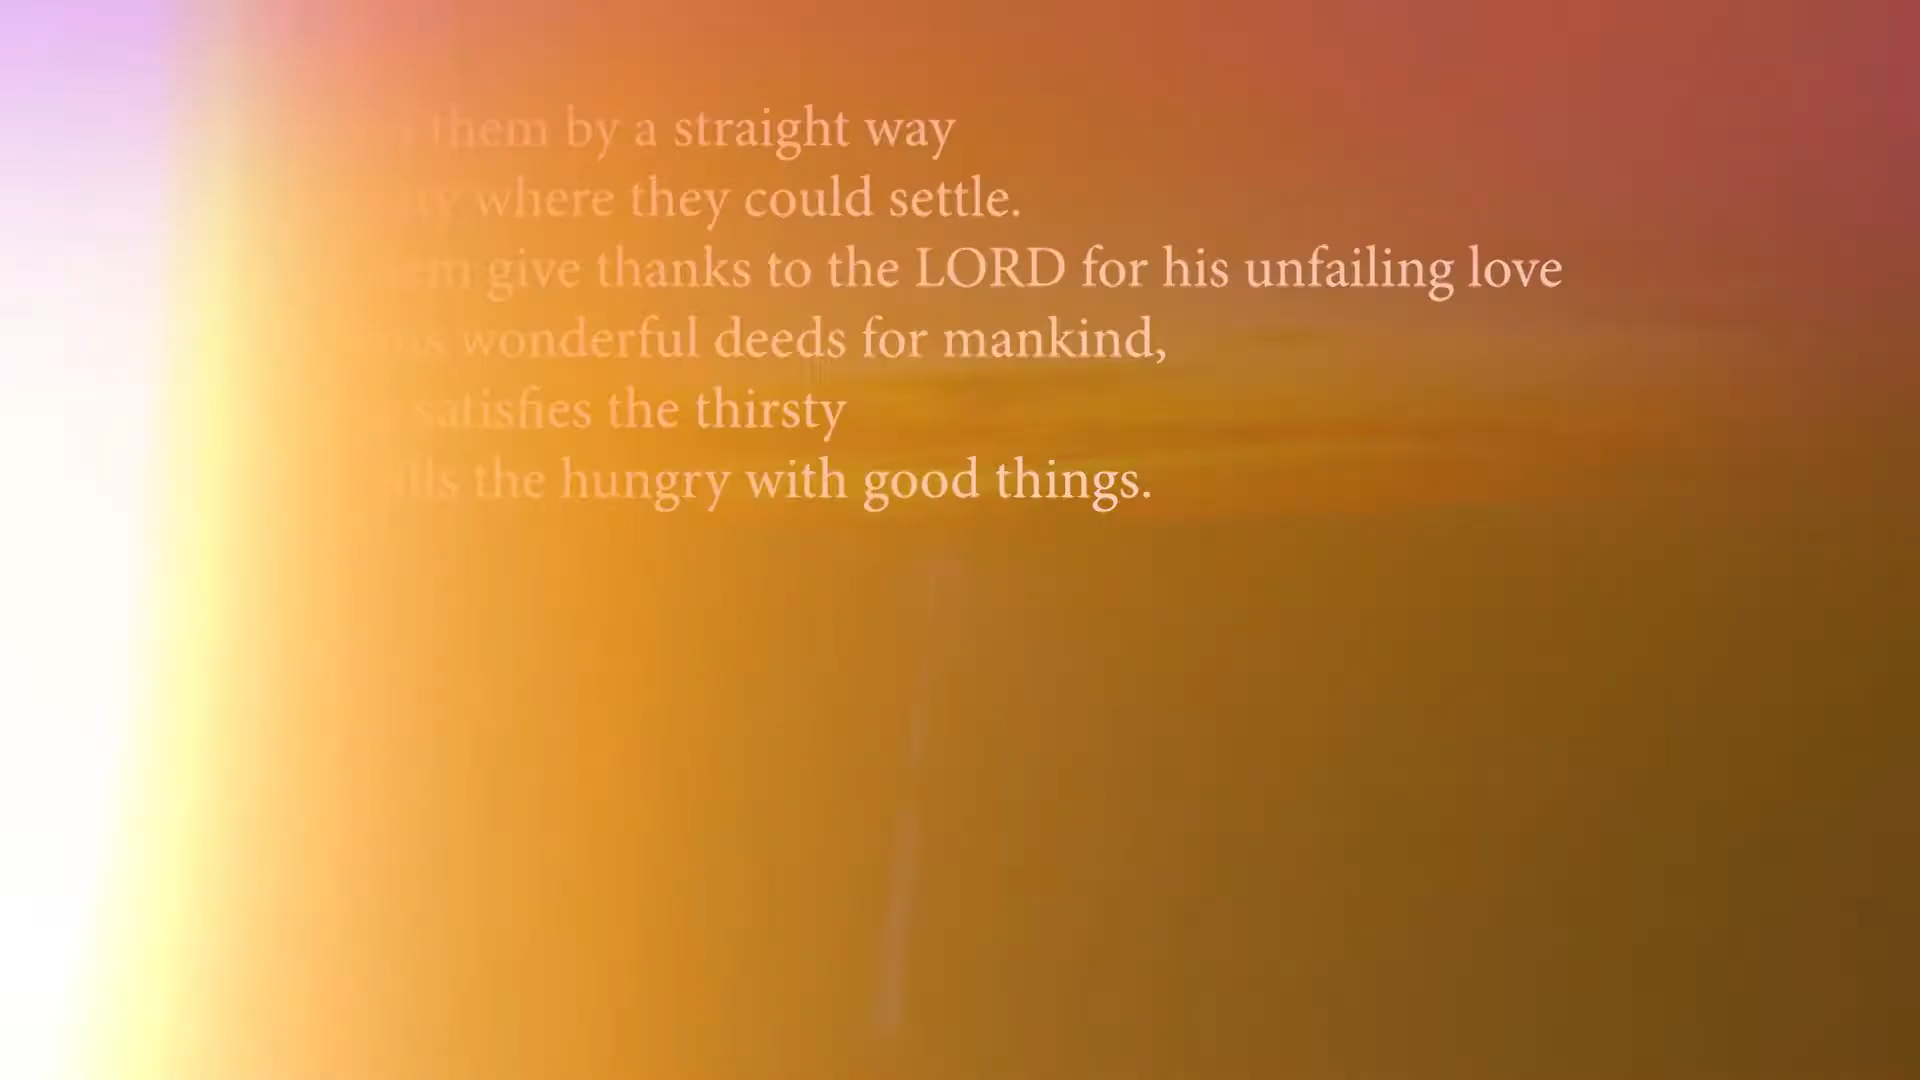 them by a straight way
where they could settle.
give thanks to the LORD for his unfailing love
wonderful deeds for mankind,
satisfies the thirsty
the hungry with good things.